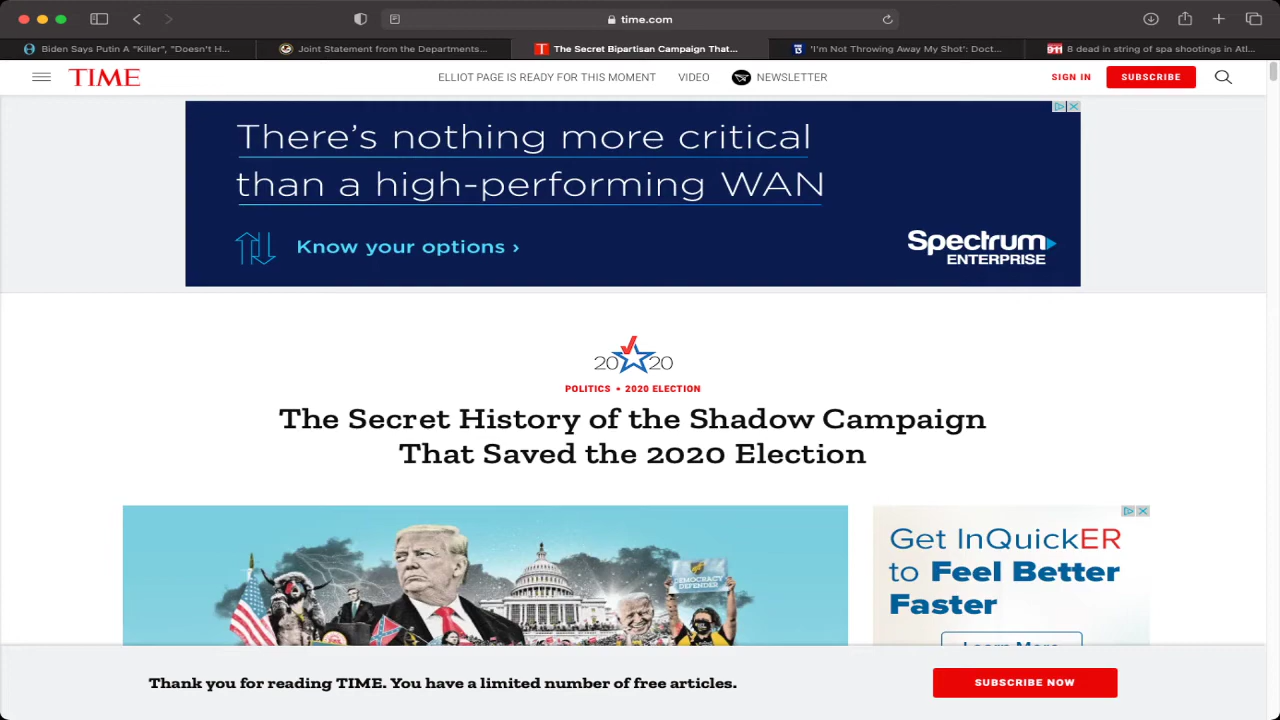 time.com
Biden Says Putin A "Killer", "Doesn't H...
Joint Statement from the Departments...
The Secret Bipartisan Campaign That...
'I'm Not Throwing Away My Shot': Doct...
8 dead in string of spa shootings in Atl...
TIME
ELLIOT PAGE IS READY FOR THIS MOMENT
VIDEO
NEWSLETTER
SIGN IN
SUBSCRIBE
There's nothing more critical
than a high-performing WAN
Know your options ›
Spectrum
ENTERPRISE
2020
POLITICS • 2020 ELECTION
The Secret History of the Shadow Campaign
That Saved the 2020 Election
DEMOCRACY
DEFENDER
Get InQuickER
to Feel Better
Faster
Learn More
Thank you for reading TIME. You have a limited number of free articles.
SUBSCRIBE NOW